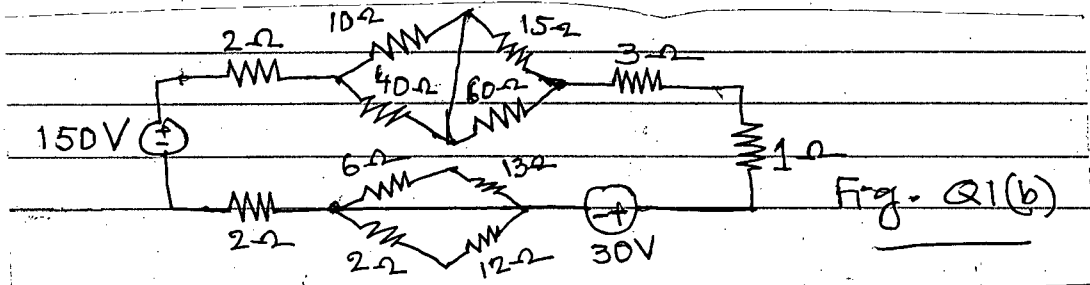 10Ω 15Ω
2Ω 3Ω
40Ω 60Ω
150V + -
1Ω
6Ω 13Ω
Fig. Q1(b)
- +
2Ω 2Ω 12Ω 30V